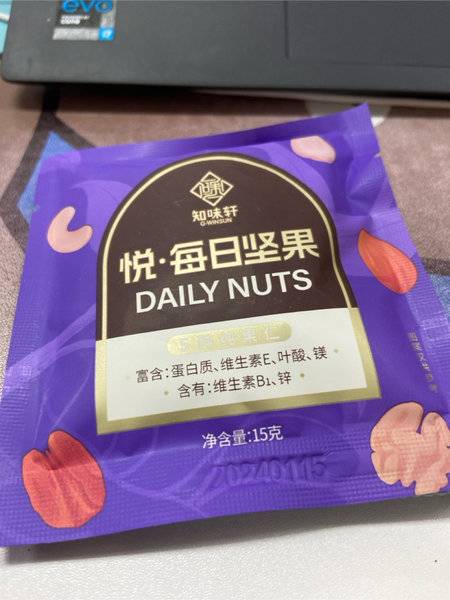 evo
知味轩
G-WINSUN
悦·每日坚果
DAILY NUTS
富含:蛋白质、维生素E、叶酸、镁
含有:维生素B₁、锌
净含量:15克
20240115